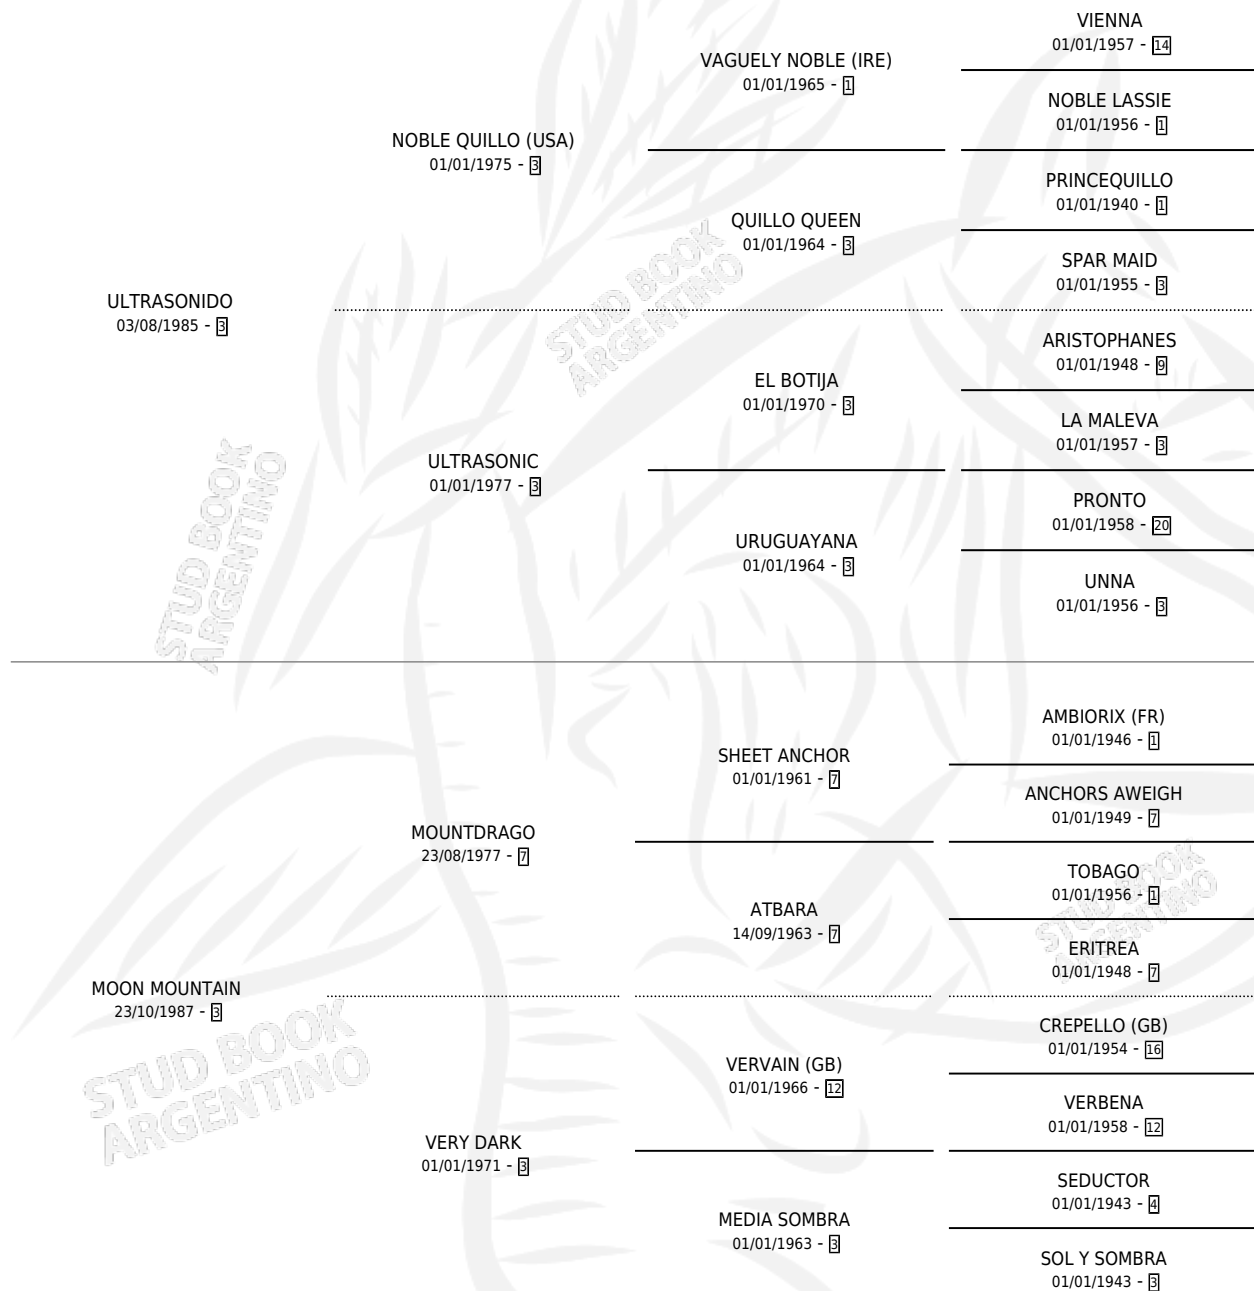 VIENNA
01/01/1957 - 14
VAGUELY NOBLE (IRE)
01/01/1965 - 1
NOBLE LASSIE
01/01/1956 - 1
NOBLE QUILLO (USA)
01/01/1975 - 3
PRINCEQUILLO
01/01/1940 - 1
QUILLO QUEEN
01/01/1964 - 3
SPAR MAID
01/01/1955 - 3
ULTRASONIDO
03/08/1985 - 3
ARISTOPHANES
01/01/1948 - 9
EL BOTIJA
01/01/1970 - 3
LA MALEVA
01/01/1957 - 3
ULTRASONIC
01/01/1977 - 3
PRONTO
01/01/1958 - 20
URUGUAYANA
01/01/1964 - 3
UNNA
01/01/1956 - 3
AMBIORIX (FR)
01/01/1946 - 1
SHEET ANCHOR
01/01/1961 - 7
ANCHORS AWEIGH
01/01/1949 - 7
MOUNTDRAGO
23/08/1977 - 7
TOBAGO
01/01/1956 - 1
ATBARA
14/09/1963 - 7
ERITREA
01/01/1948 - 7
MOON MOUNTAIN
23/10/1987 - 3
CREPELLO (GB)
01/01/1954 - 16
VERVAIN (GB)
01/01/1966 - 12
VERBENA
01/01/1958 - 12
VERY DARK
01/01/1971 - 3
SEDUCTOR
01/01/1943 - 4
MEDIA SOMBRA
01/01/1963 - 3
SOL Y SOMBRA
01/01/1943 - 3
STUD BOOK
ARGENTINO
STUD BOOK
ARGENTINO
STUD BOOK
ARGENTINO
STUD BOOK
ARGENTINO